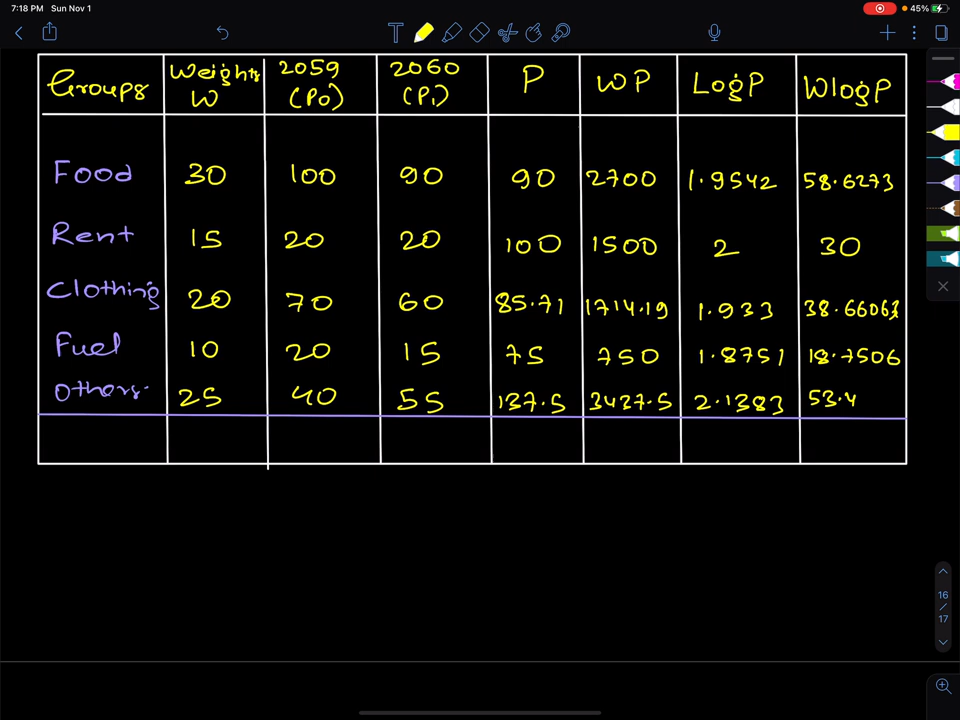 7:18 PM Sun Nov 1
45%
Groups Weights W 2059 (Po) 2060 (P1) P WP LogP WlogP
Food 30 100 90 90 2700 1.9542 58.6273
Rent 15 20 20 100 1500 2 30
Clothing 20 70 60 85.71 1714.19 1.933 38.66063
Fuel 10 20 15 75 750 1.8751 18.7506
Others 25 40 55 137.5 3437.5 2.1383 53.4
16
/
17